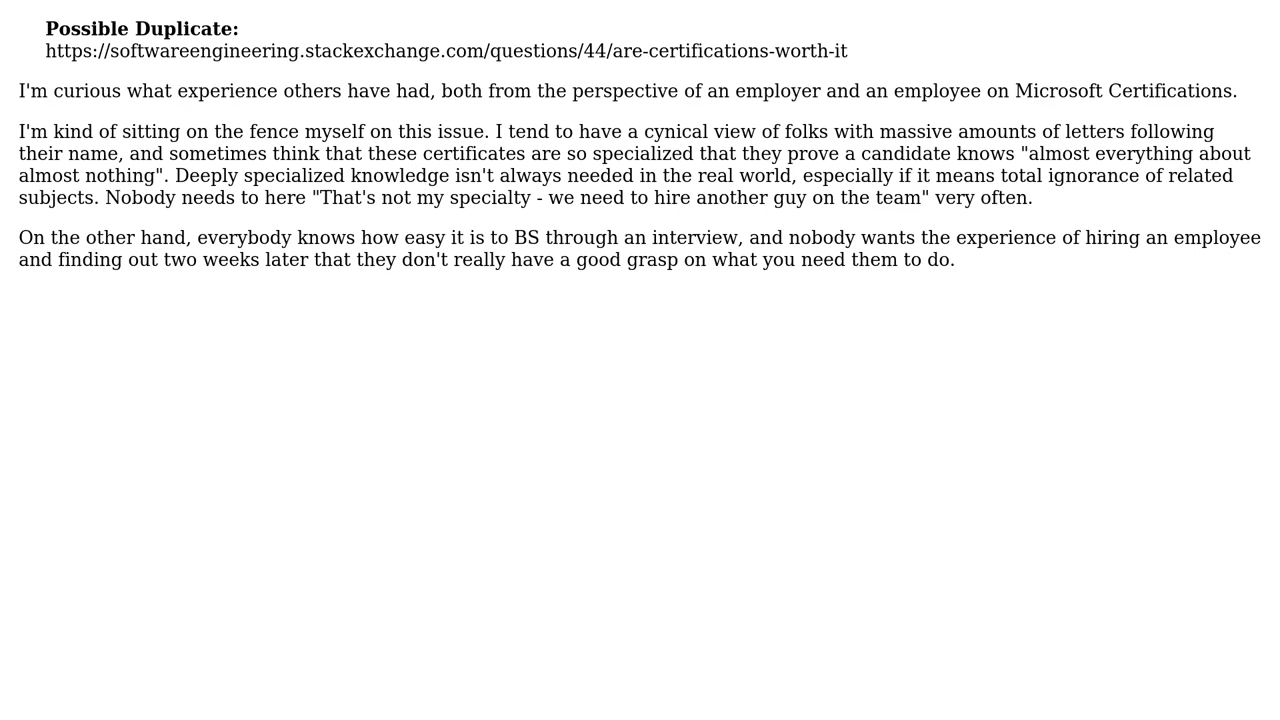 Possible Duplicate:
https://softwareengineering.stackexchange.com/questions/44/are-certifications-worth-it
I'm curious what experience others have had, both from the perspective of an employer and an employee on Microsoft Certifications.
I'm kind of sitting on the fence myself on this issue. I tend to have a cynical view of folks with massive amounts of letters following
their name, and sometimes think that these certificates are so specialized that they prove a candidate knows "almost everything about
almost nothing". Deeply specialized knowledge isn't always needed in the real world, especially if it means total ignorance of related
subjects. Nobody needs to here "That's not my specialty - we need to hire another guy on the team" very often.
On the other hand, everybody knows how easy it is to BS through an interview, and nobody wants the experience of hiring an employee
and finding out two weeks later that they don't really have a good grasp on what you need them to do.